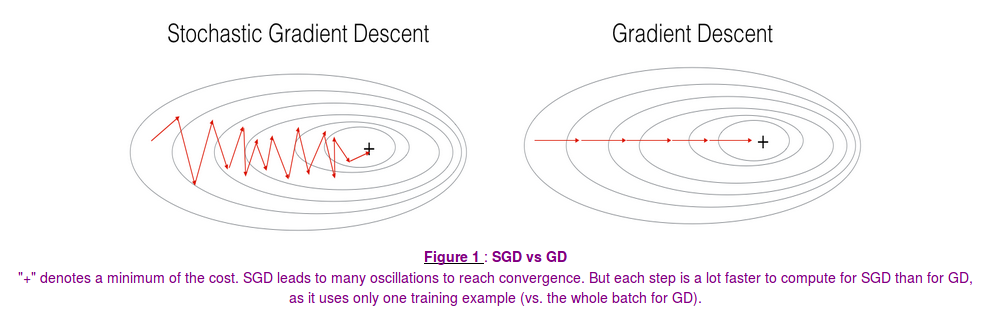 Stochastic Gradient Descent
Gradient Descent
+
+
Figure 1 : SGD vs GD
"+" denotes a minimum of the cost. SGD leads to many oscillations to reach convergence. But each step is a lot faster to compute for SGD than for GD,
as it uses only one training example (vs. the whole batch for GD).